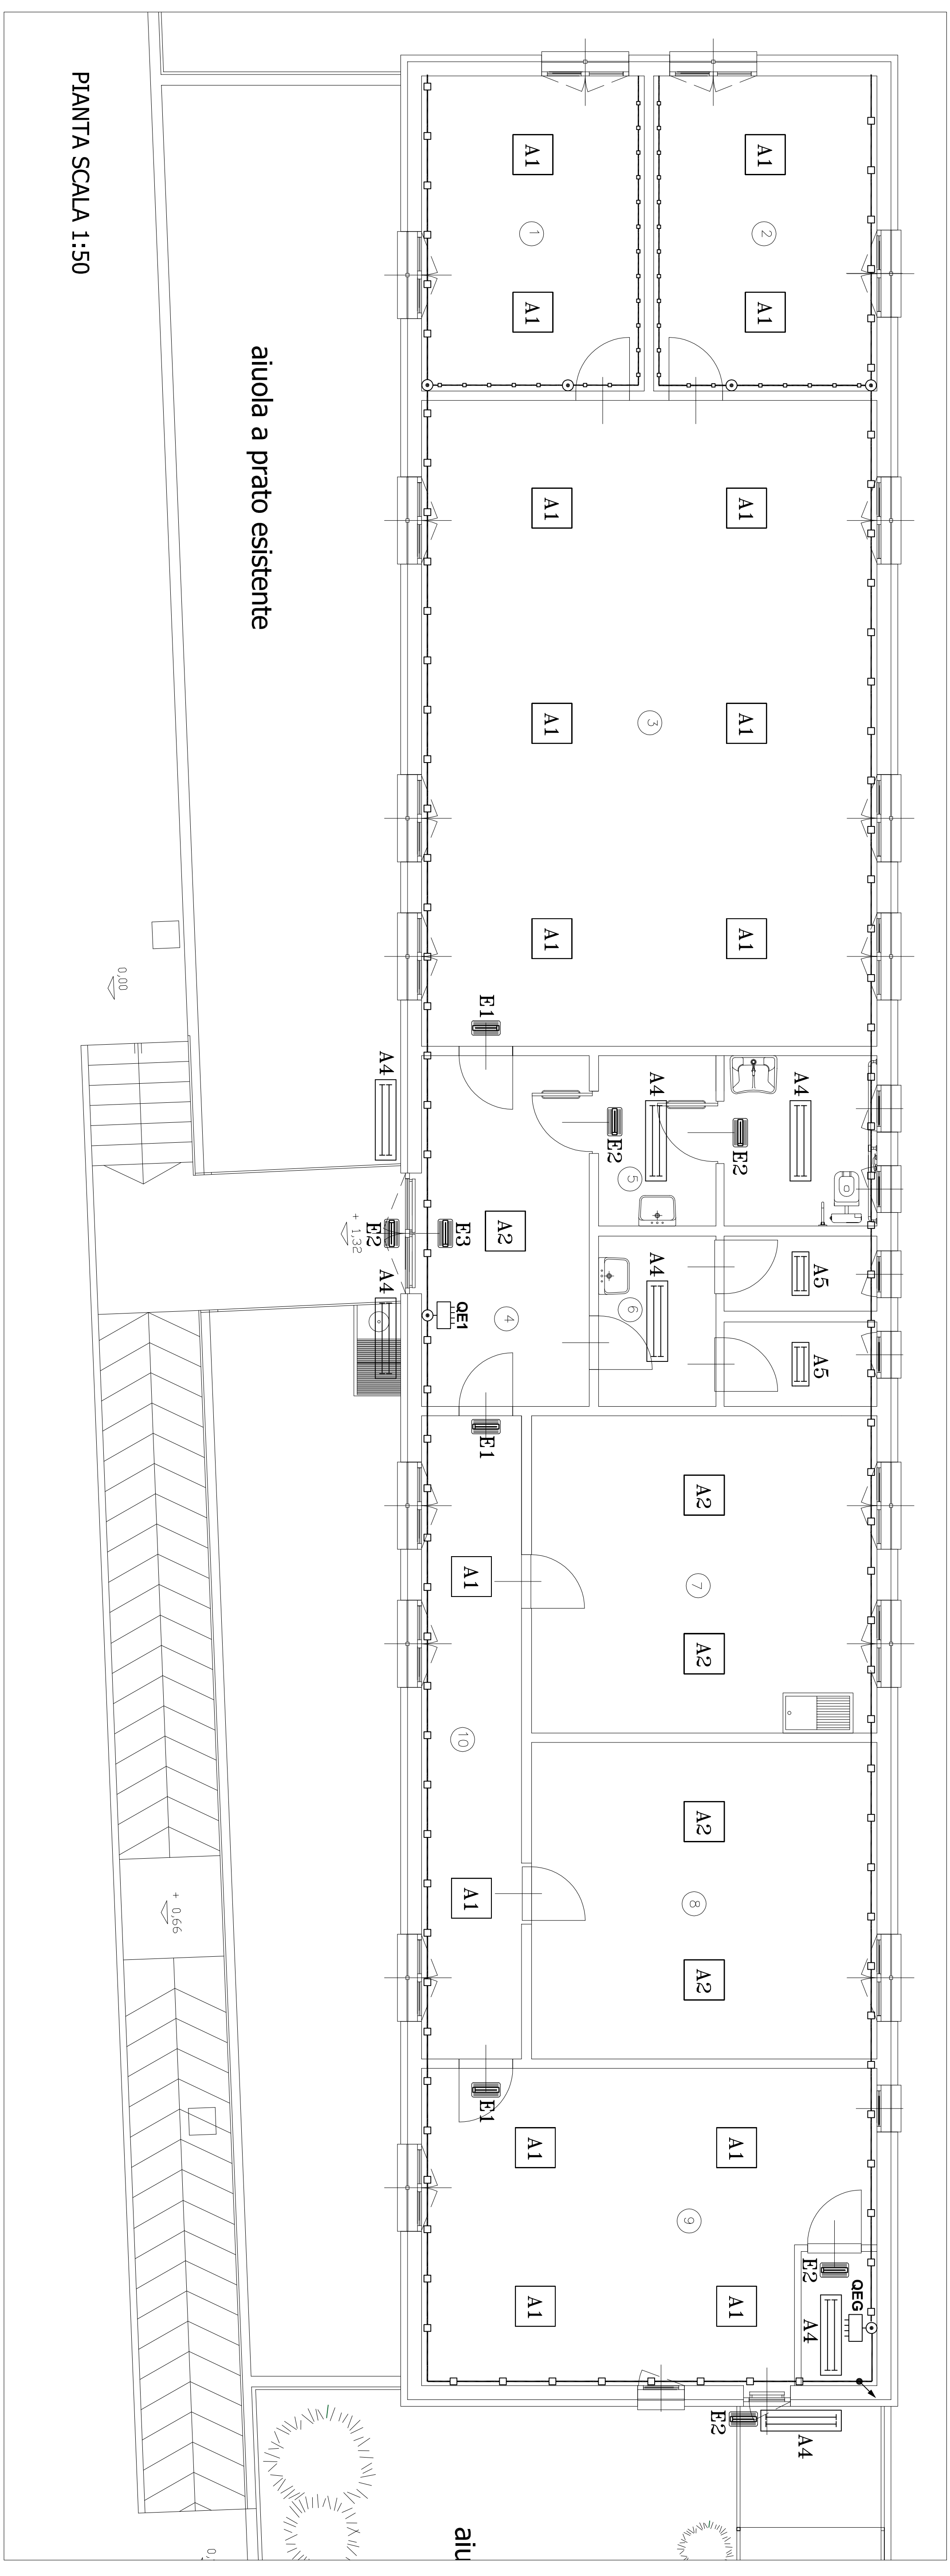 PIANTA SCALA 1:50
aiuola a prato esistente
A1
A1
1
A1
A1
2
A1
A1
A1
A1
3
A1
A1
E1
0,00
A4
A4
A4
E2
E2
5
+ 1,32
E2
E3
A2
A4
QE1
4
A4
6
A5
A5
E1
A2
7
A2
A1
10
A1
A2
8
A2
+ 0,66
E1
A1
A1
9
A1
A1
E2
QEG
A4
E2
A4
aiu
0,